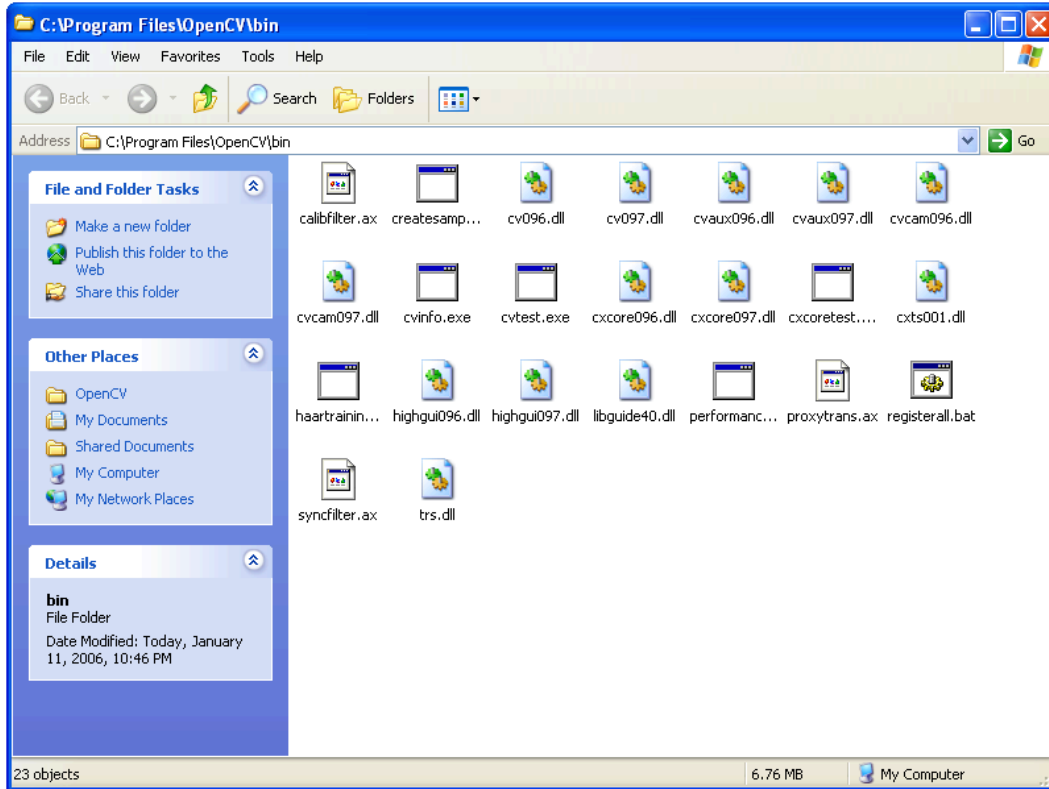 C:\Program Files\OpenCV\bin
File Edit View Favorites Tools Help
Back Search Folders
Address C:\Program Files\OpenCV\bin Go
File and Folder Tasks
Make a new folder
Publish this folder to the
Web
Share this folder
Other Places
OpenCV
My Documents
Shared Documents
My Computer
My Network Places
Details
bin
File Folder
Date Modified: Today, January
11, 2006, 10:46 PM
calibfilter.ax createsamp... cv096.dll cv097.dll cvaux096.dll cvaux097.dll cvcam096.dll
cvcam097.dll cvinfo.exe cvtest.exe cxcore096.dll cxcore097.dll cxcoretest.... cxts001.dll
haartrainin... highgui096.dll highgui097.dll libguide40.dll performanc... proxytrans.ax registerall.bat
syncfilter.ax trs.dll
23 objects 6.76 MB My Computer